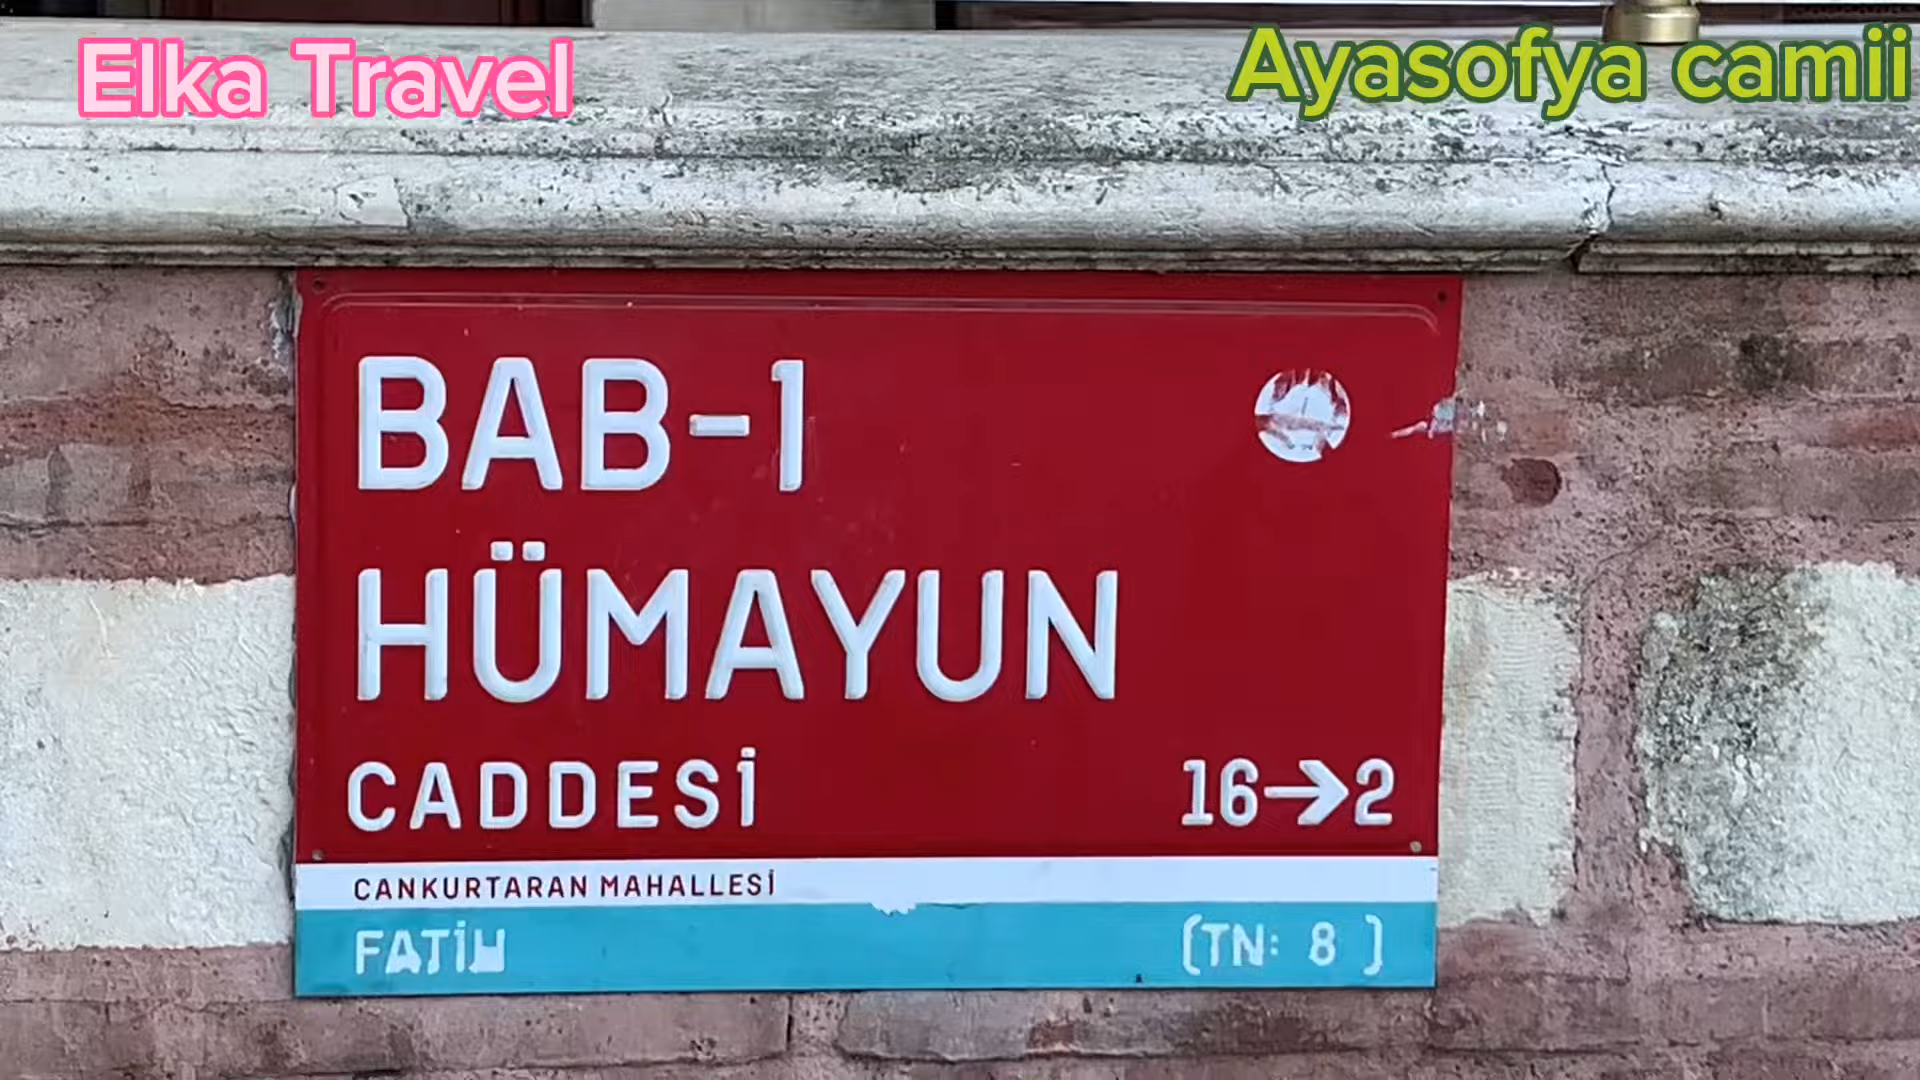 Elka Travel
Ayasofya camii
BAB-I
HÜMAYUN
CADDESİ
16→2
CANKURTARAN MAHALLESİ
FATİH
[TN: 8 ]